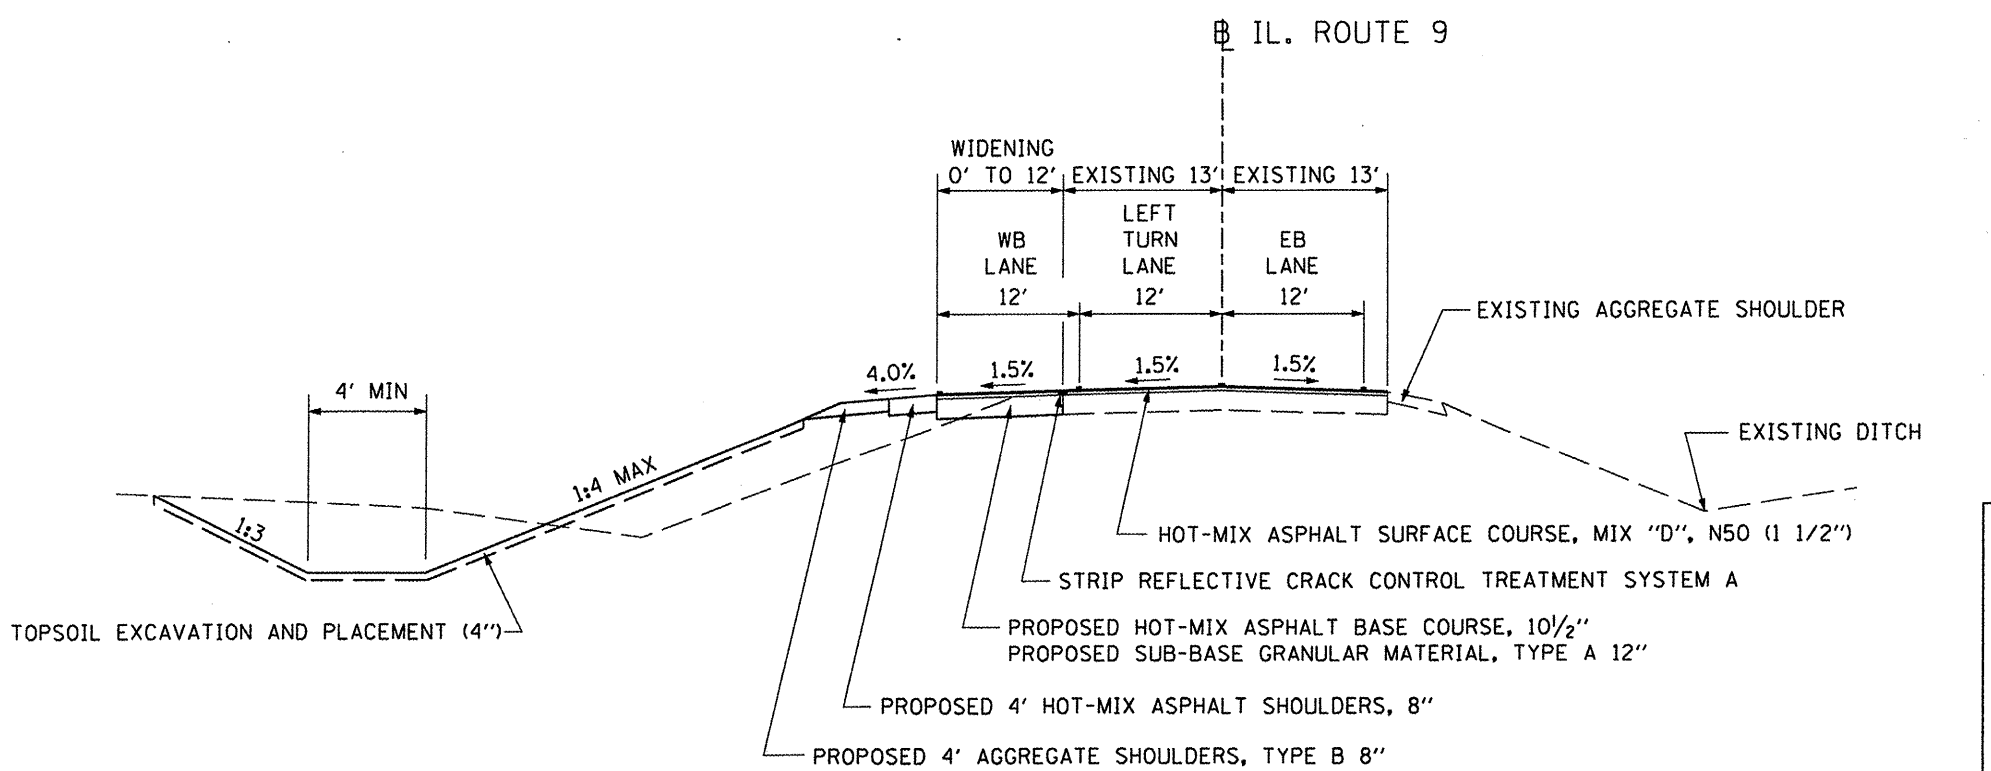 BL IL. ROUTE 9
WIDENING
0' TO 12'
EXISTING 13'
EXISTING 13'
LEFT
TURN
LANE
WB
LANE
EB
LANE
12'
12'
12'
EXISTING AGGREGATE SHOULDER
4.0%
1.5%
1.5%
1.5%
4' MIN
EXISTING DITCH
1:4 MAX
1:3
HOT-MIX ASPHALT SURFACE COURSE, MIX "D", N50 (1 1/2")
STRIP REFLECTIVE CRACK CONTROL TREATMENT SYSTEM A
TOPSOIL EXCAVATION AND PLACEMENT (4")
PROPOSED HOT-MIX ASPHALT BASE COURSE, 10 1/2"
PROPOSED SUB-BASE GRANULAR MATERIAL, TYPE A 12"
PROPOSED 4' HOT-MIX ASPHALT SHOULDERS, 8"
PROPOSED 4' AGGREGATE SHOULDERS, TYPE B 8"